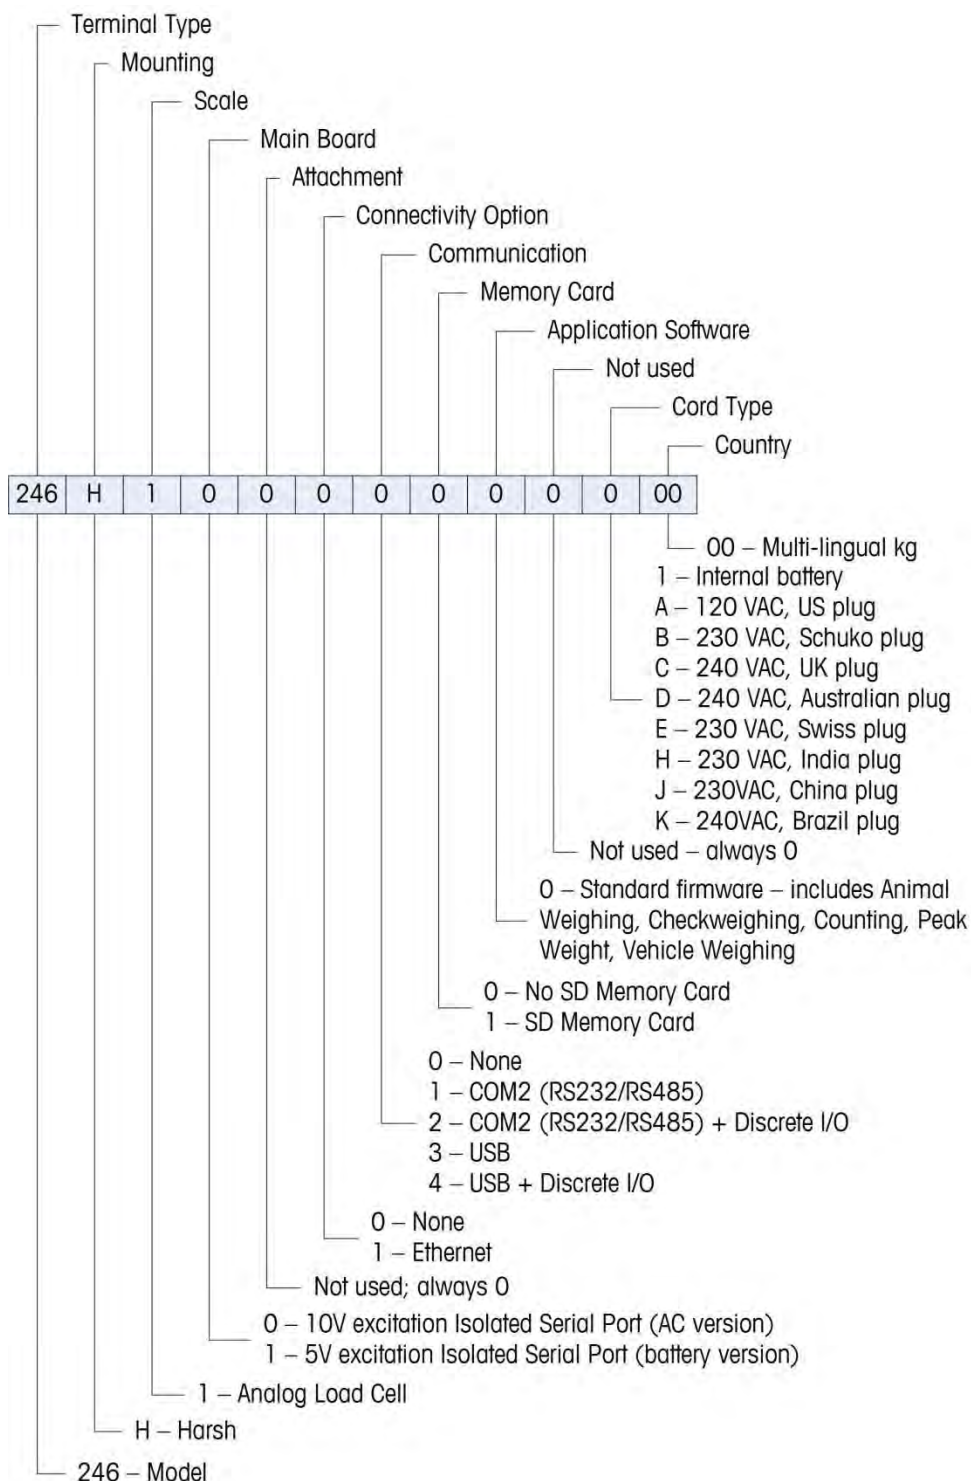 Terminal Type
Mounting
Scale
Main Board
Attachment
Connectivity Option
Communication
Memory Card
Application Software
Not used
Cord Type
Country
246 H 1 0 0 0 0 0 0 0 0 00
00 – Multi-lingual kg
1 – Internal battery
A – 120 VAC, US plug
B – 230 VAC, Schuko plug
C – 240 VAC, UK plug
D – 240 VAC, Australian plug
E – 230 VAC, Swiss plug
H – 230 VAC, India plug
J – 230VAC, China plug
K – 240VAC, Brazil plug
Not used – always 0
0 – Standard firmware – includes Animal
Weighing, Checkweighing, Counting, Peak
Weight, Vehicle Weighing
0 – No SD Memory Card
1 – SD Memory Card
0 – None
1 – COM2 (RS232/RS485)
2 – COM2 (RS232/RS485) + Discrete I/O
3 – USB
4 – USB + Discrete I/O
0 – None
1 – Ethernet
Not used; always 0
0 – 10V excitation Isolated Serial Port (AC version)
1 – 5V excitation Isolated Serial Port (battery version)
1 – Analog Load Cell
H – Harsh
246 – Model